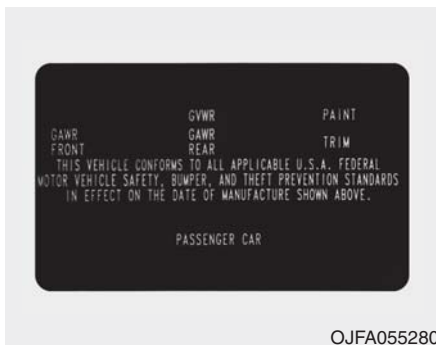 GVWR PAINT
GAWR GAWR
FRONT REAR TRIM
THIS VEHICLE CONFORMS TO ALL APPLICABLE U.S.A. FEDERAL
MOTOR VEHICLE SAFETY, BUMPER, AND THEFT PREVENTION STANDARDS
IN EFFECT ON THE DATE OF MANUFACTURE SHOWN ABOVE.
PASSENGER CAR
OJFA055280